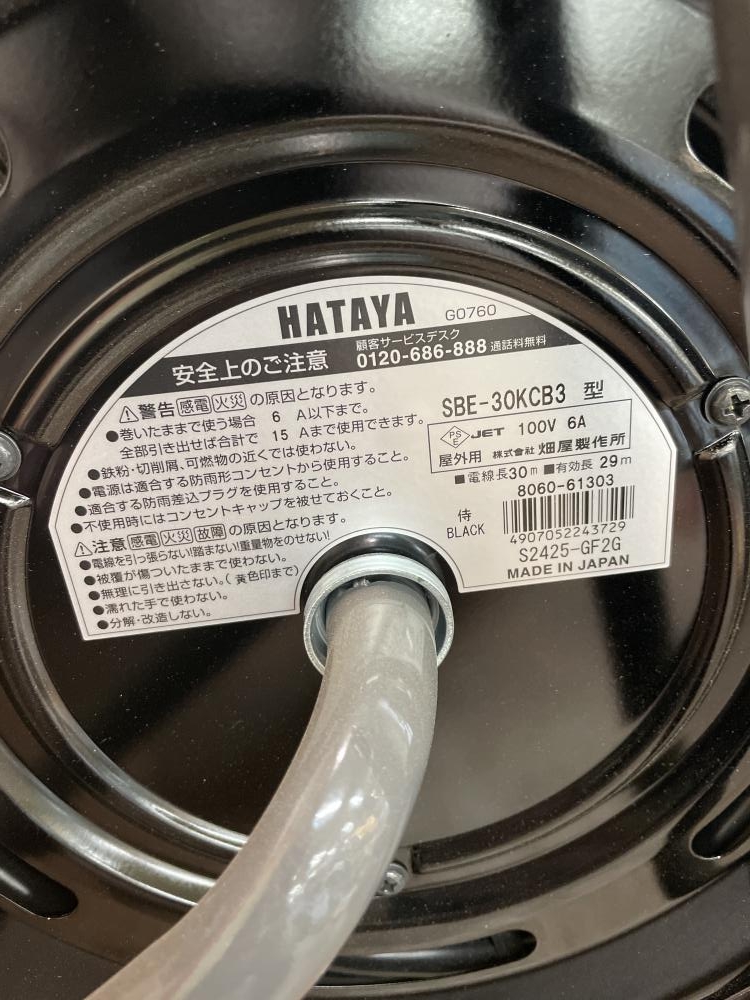 HATAYA G0760
安全上のご注意
顧客サービスデスク
0120-686-888 通話料無料
⚠警告 感電 火災 の原因となります。
●巻いたままで使う場合 6 A以下まで。
全部引き出せば合計で 15 Aまで使用できます。
●鉄粉・切削屑、可燃物の近くでは使わない。
●電源は適合する防雨形コンセントから使用すること。
●適合する防雨差込プラグを使用すること。
●不使用時にはコンセントキャップを被せておくこと。
⚠注意 感電 火災 故障 の原因となります。
●電線を引っ張らない!踏まない!重量物をのせない!
●被覆が傷ついたままで使わない。
●無理に引き出さない。(黄色印まで)
●濡れた手で使わない。
●分解・改造しない。
SBE-30KCB3 型
PS
E JET 100V 6A
屋外用 株式会社 畑屋製作所
■電線長30m ■有効長 29m
8060-61303
侍
BLACK
4907052243729
S2425-GF2G
MADE IN JAPAN